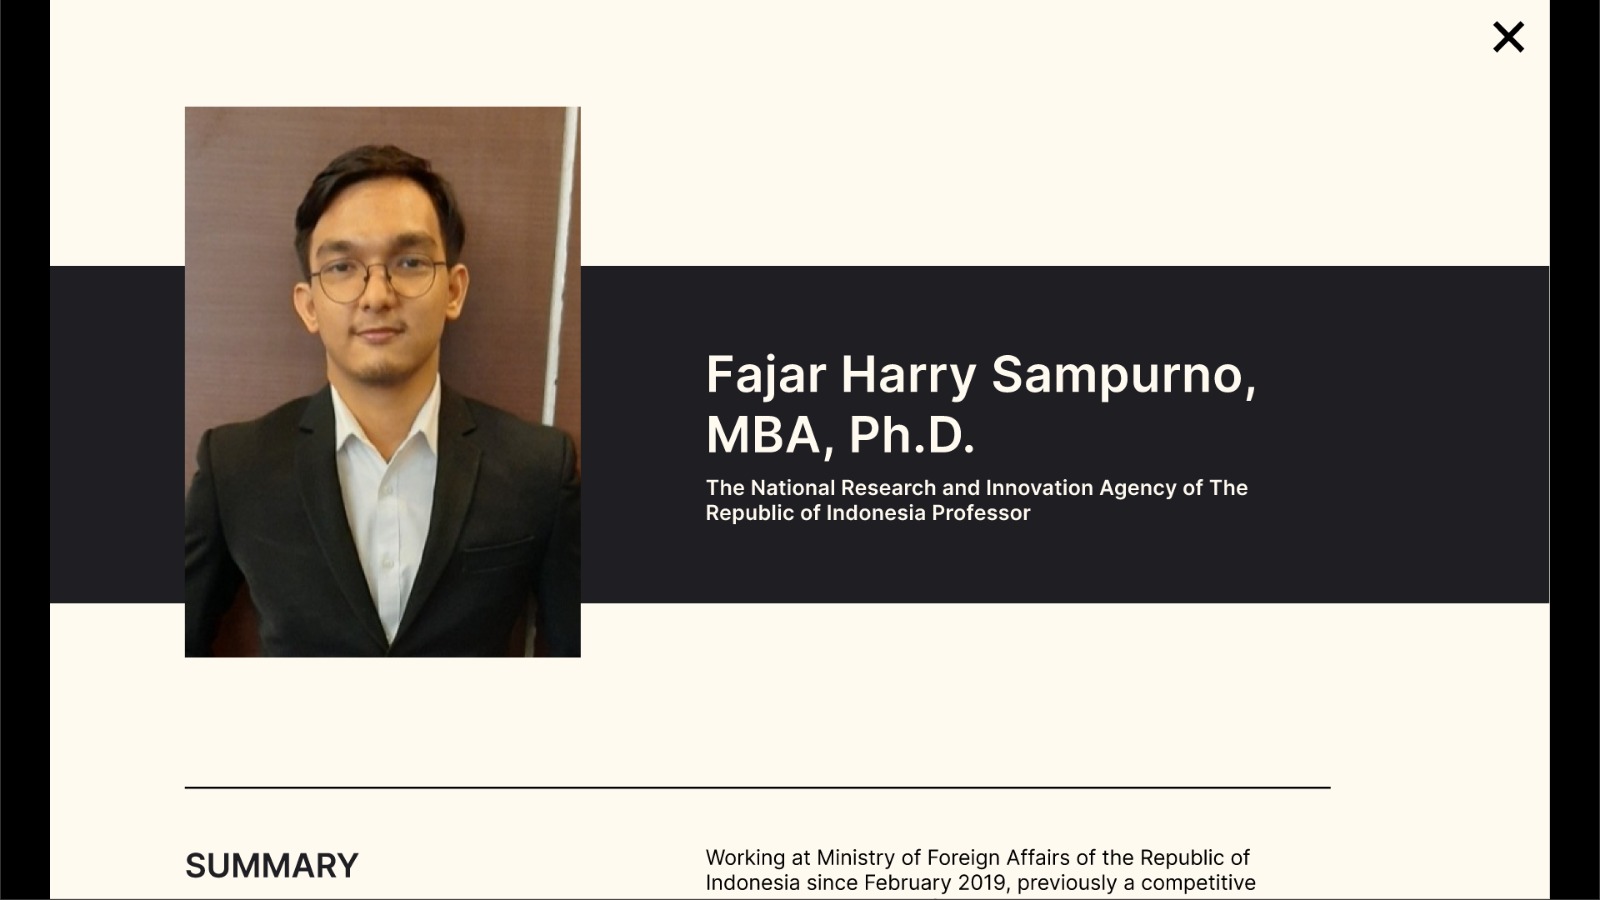 Fajar Harry Sampurno,
MBA, Ph.D.
The National Research and Innovation Agency of The
Republic of Indonesia Professor
SUMMARY
Working at Ministry of Foreign Affairs of the Republic of
Indonesia since February 2019, previously a competitive